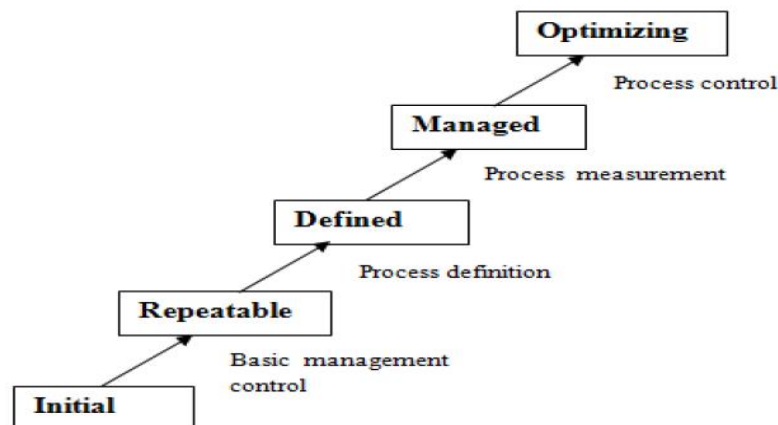 Optimizing
Process control
Managed
Process measurement
Defined
Process definition
Repeatable
Basic management
control
Initial